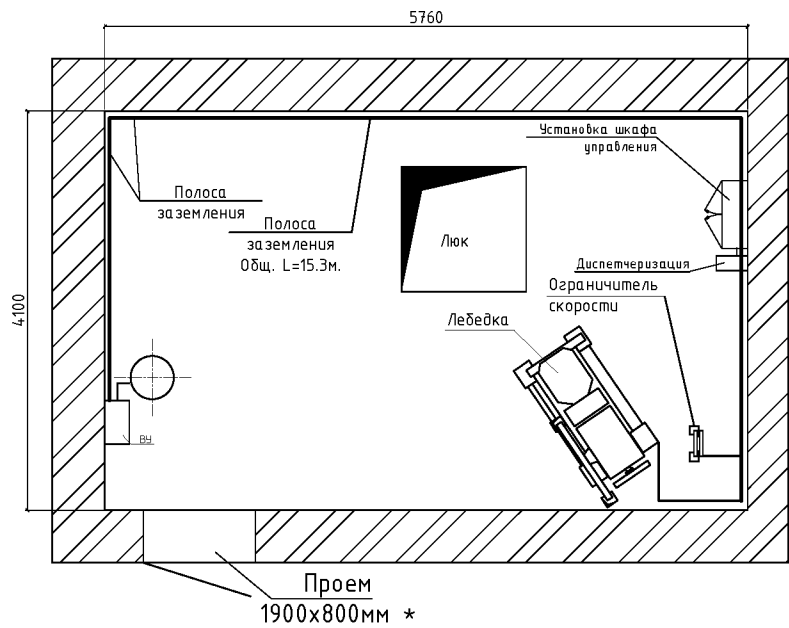 5760
Установка шкафа
управления
Полоса
заземления
Полоса
заземления
Общ. L=15.3м.
Люк
Диспетчеризация
Ограничитель
скорости
Лебедка
4100
ВУ
Проем
1900х800мм *